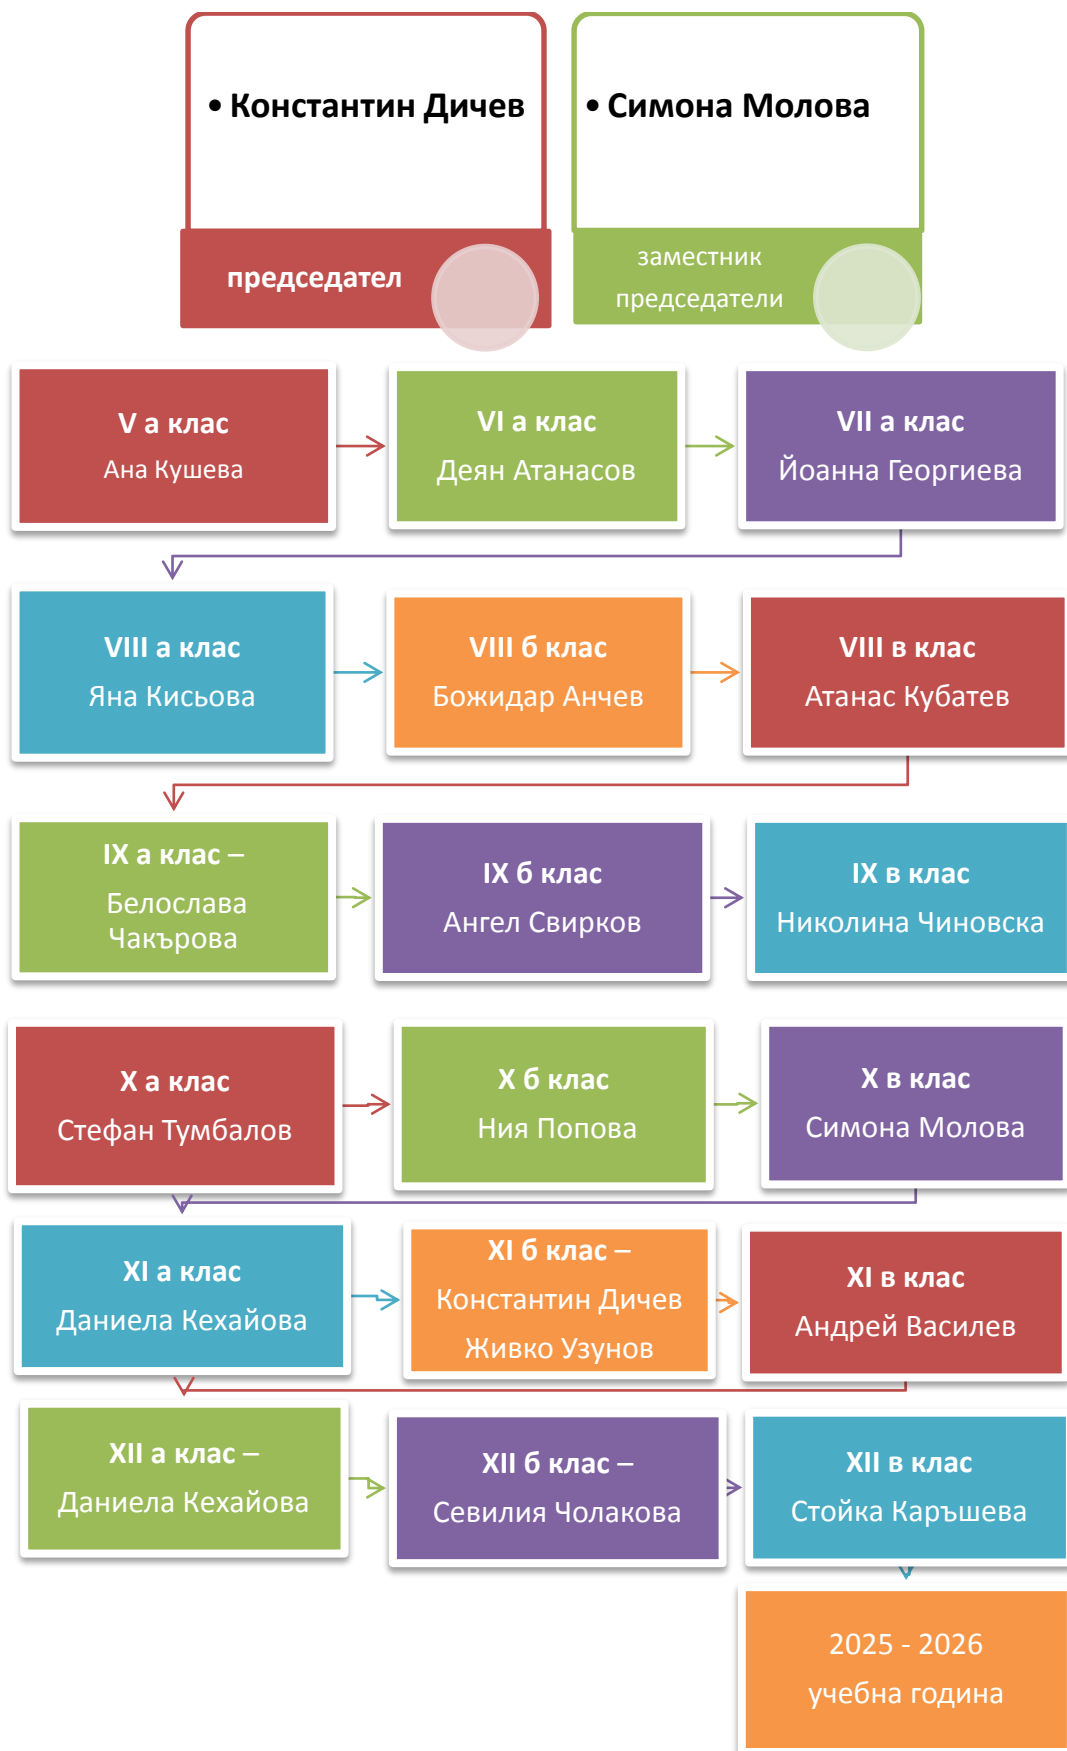 • Константин Дичев
• Симона Молова
председател
заместник
председатели
V а клас
Ана Кушева
VI а клас
Деян Атанасов
VII а клас
Йоанна Георгиева
VIII а клас
Яна Кисьова
VIII б клас
Божидар Анчев
VIII в клас
Атанас Кубатев
IX а клас –
Белослава
Чакърова
IX б клас
Ангел Свирков
IX в клас
Николина Чиновска
X а клас
Стефан Тумбалов
X б клас
Ния Попова
X в клас
Симона Молова
XI а клас
Даниела Кехайова
XI б клас –
Константин Дичев
Живко Узунов
XI в клас
Андрей Василев
XII а клас –
Даниела Кехайова
XII б клас –
Севилия Чолакова
XII в клас
Стойка Каръшева
2025 - 2026
учебна година